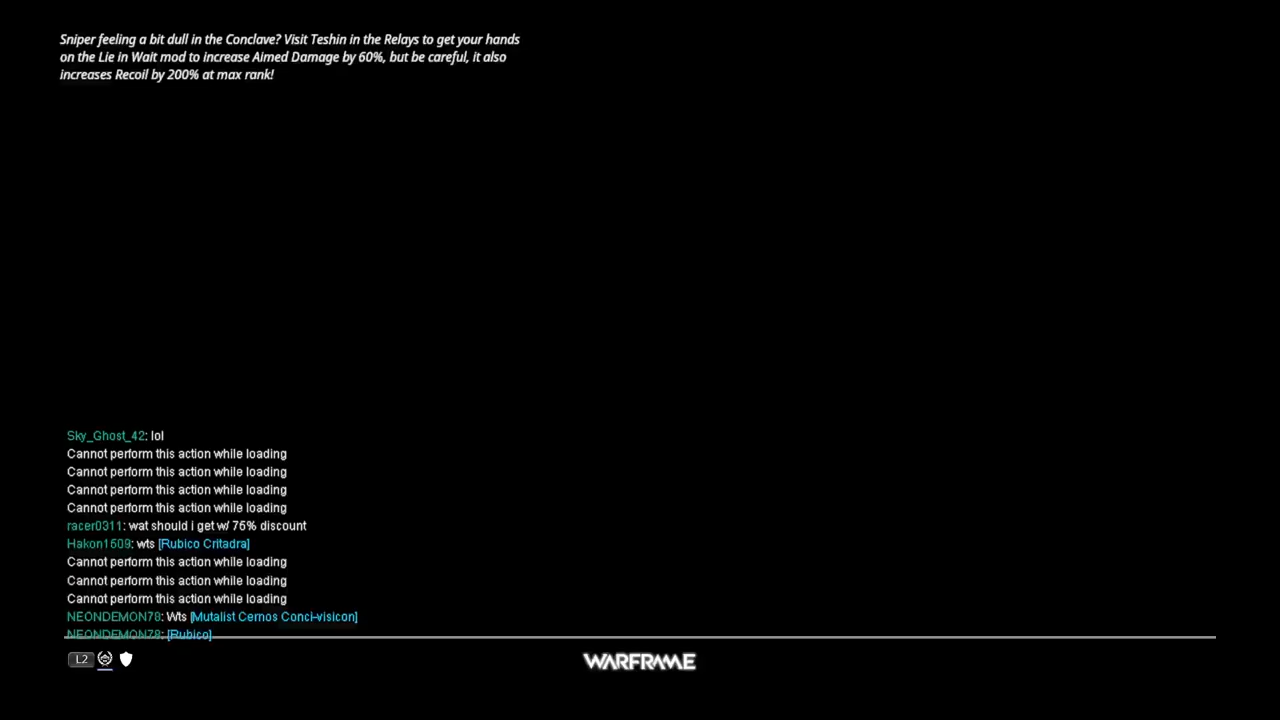 Sniper feeling a bit dull in the Conclave? Visit Teshin in the Relays to get your hands
on the Lie in Wait mod to increase Aimed Damage by 60%, but be careful, it also
increases Recoil by 200% at max rank!
Sky_Ghost_42: lol
Cannot perform this action while loading
Cannot perform this action while loading
Cannot perform this action while loading
Cannot perform this action while loading
racer0311: wat should i get w/ 75% discount
Hakon1609: wts [Rubico Critadra]
Cannot perform this action while loading
Cannot perform this action while loading
Cannot perform this action while loading
NEONDEMON78: Wts [Mutalist Cernos Conci-visicon]
NEONDEMON78: [Rubico]
L2
WARFRAME